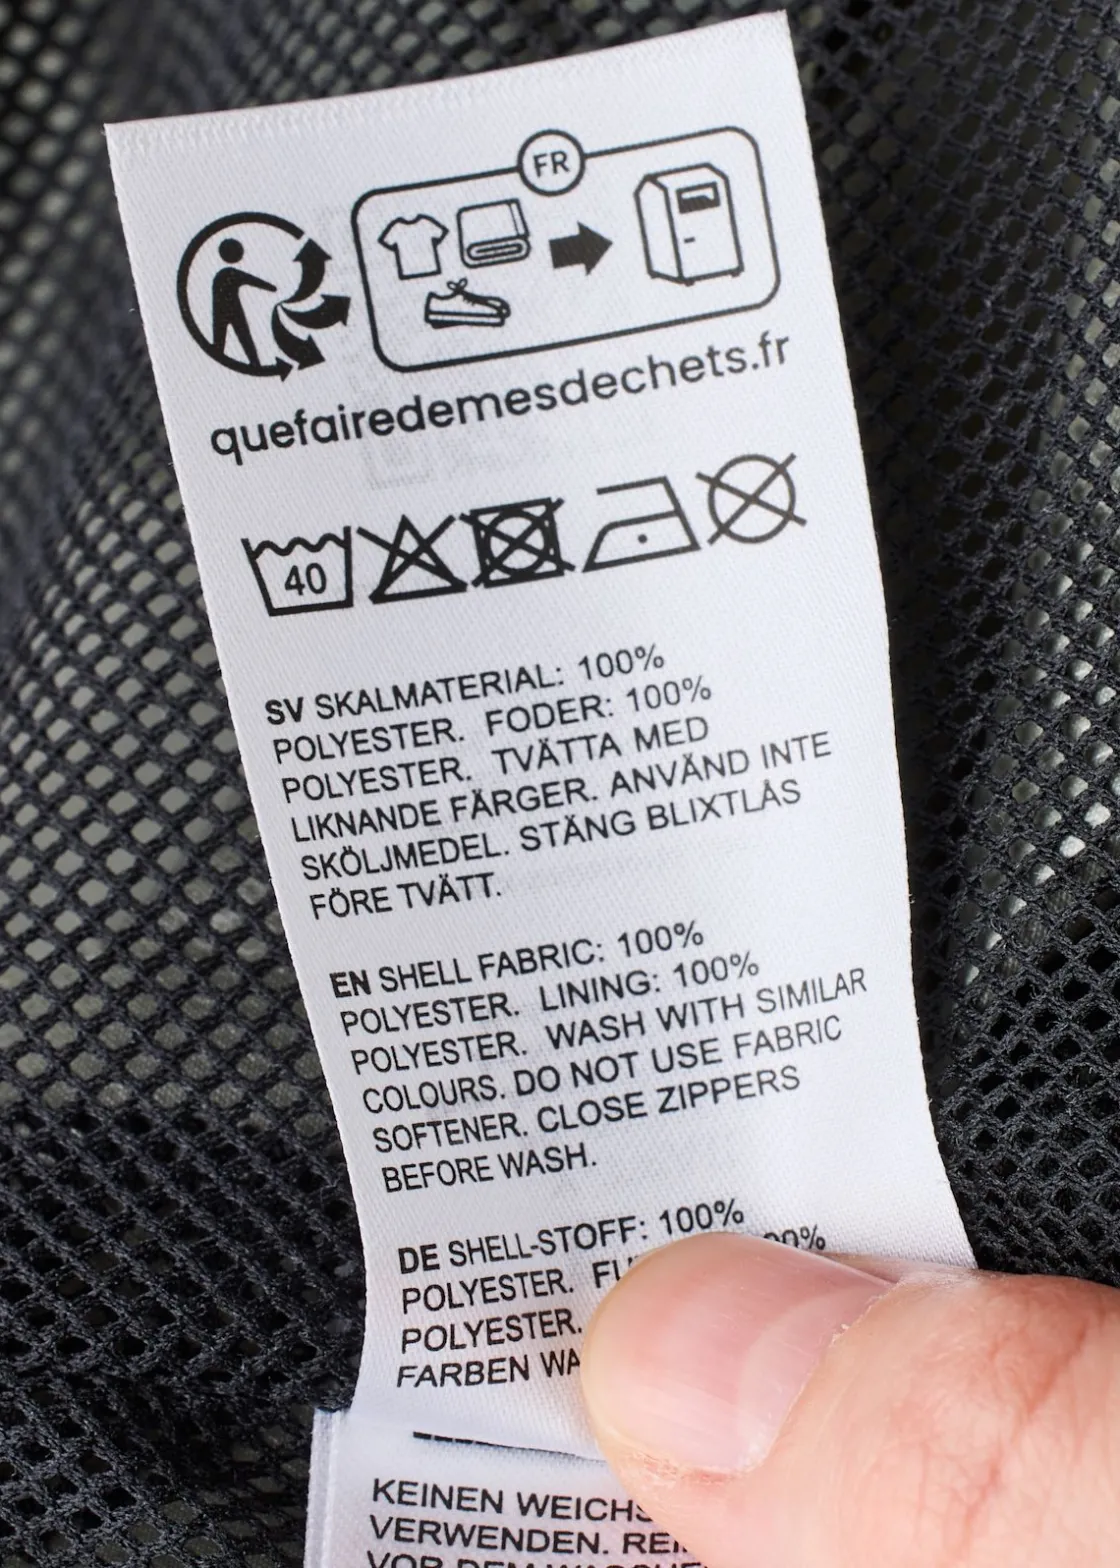 FR
quefairedemesdechets.fr
40
SV SKALMATERIAL: 100%
POLYESTER. FODER: 100%
POLYESTER. TVÄTTA MED
LIKNANDE FÄRGER. ANVÄND INTE
SKÖLJMEDEL. STÄNG BLIXTLÅS
FÖRE TVÄTT.
EN SHELL FABRIC: 100%
POLYESTER. LINING: 100%
POLYESTER. WASH WITH SIMILAR
COLOURS. DO NOT USE FABRIC
SOFTENER. CLOSE ZIPPERS
BEFORE WASH.
DE SHELL-STOFF: 100%
POLYESTER.
POLYESTER.
FARBEN
KEINEN
VERWENDEN.
VOR DEM